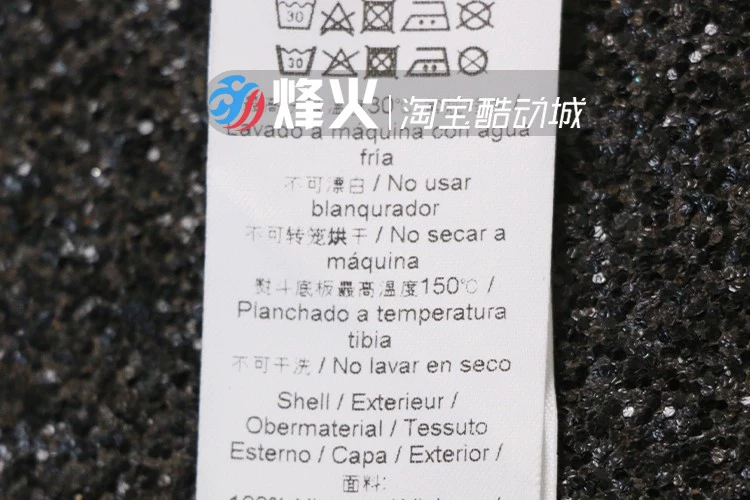 30
30
烽火 | 淘宝酷动城
30℃ /
Lavado a máquina con agua
fría
不可漂白 / No usar
blanqurador
不可转笼烘干 / No secar a
máquina
熨斗底板最高温度150℃ /
Planchado a temperatura
tibia
不可干洗 / No lavar en seco
Shell / Exterieur /
Obermaterial / Tessuto
Esterno / Capa / Exterior /
面料: